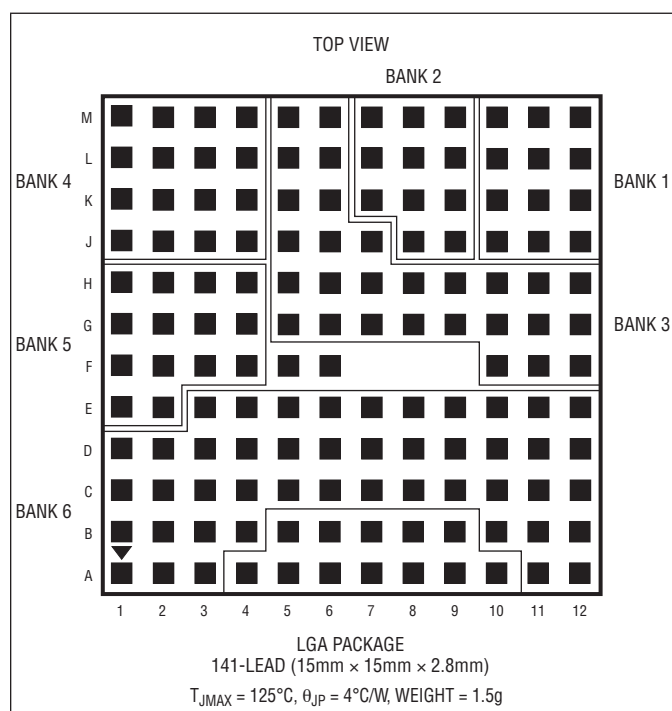 TOP VIEW
BANK 2
M
L
BANK 4
BANK 1
K
J
H
G
BANK 3
BANK 5
F
E
D
C
BANK 6
B
A
1 2 3 4 5 6 7 8 9 10 11 12
LGA PACKAGE
141-LEAD (15mm × 15mm × 2.8mm)
TJMAX = 125°C, θJP = 4°C/W, WEIGHT = 1.5g